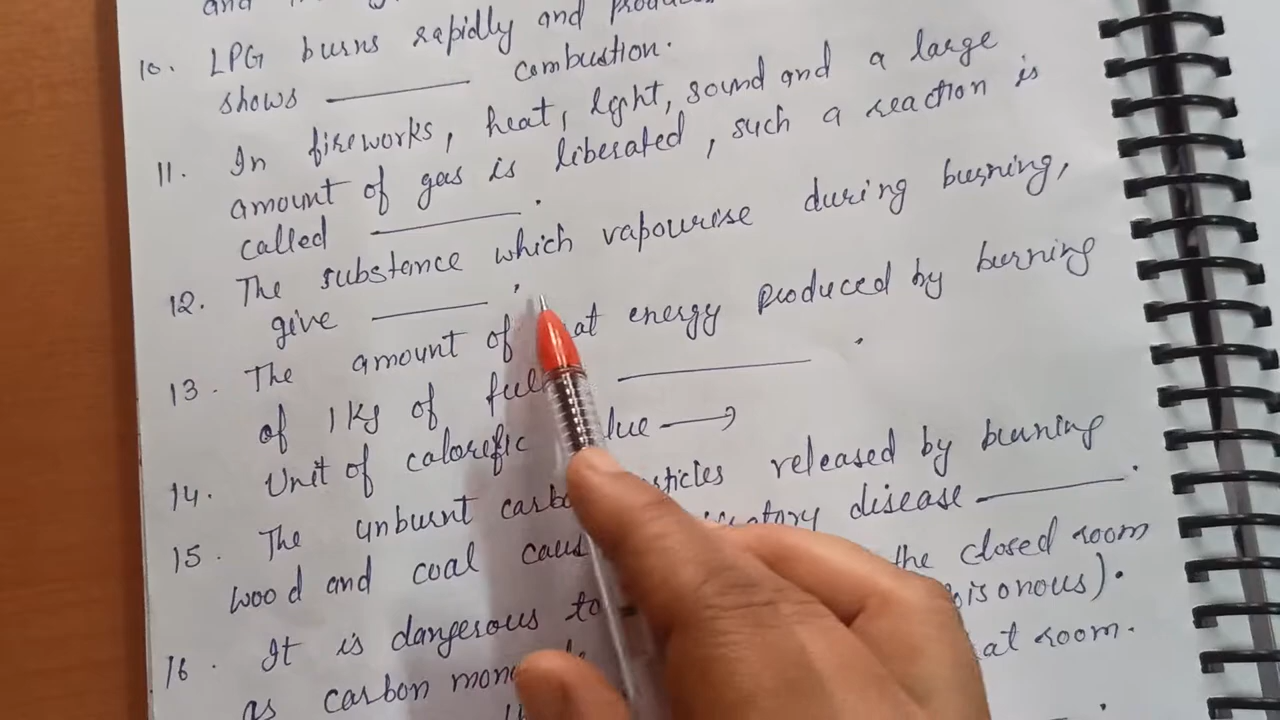 10. LPG burns rapidly and
shows ______ combustion.
11. In fireworks, heat, light, sound and a large
amount of gas is liberated, such a reaction is
called ______.
12. The substance which vapourise during burning,
give ______.
13. The amount of energy produced by burning
of 1 Kg of ______.
14. Unit of calorific →
15. The unburnt released by burning
wood and coal disease ______.
16. It is dangerous to the closed room
as carbon
room.